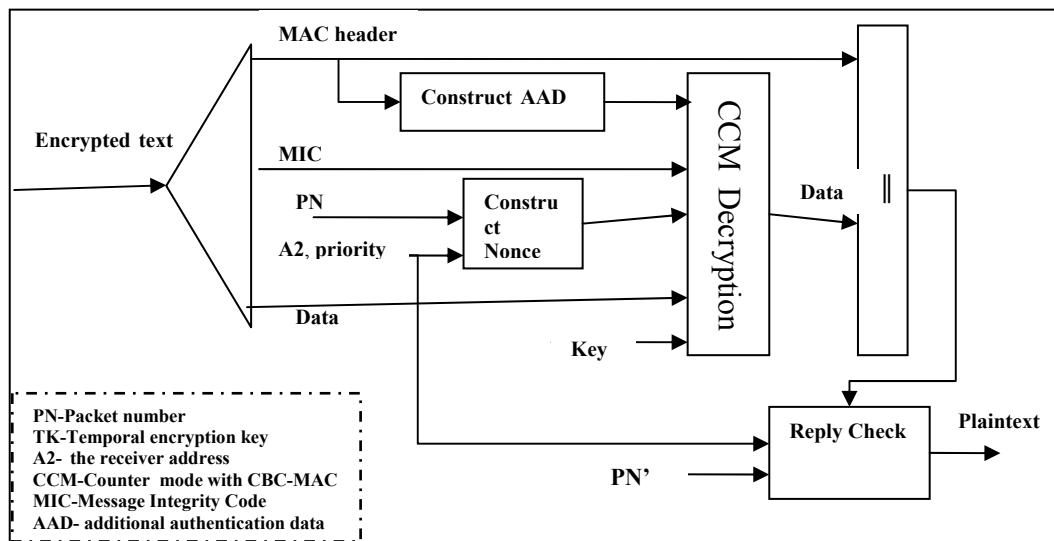 MAC header
Construct AAD
Encrypted text
MIC
PN
Constru
ct
Nonce
A2, priority
Data
Key
CCM Decryption
Data
||
Reply Check
Plaintext
PN’
PN-Packet number
TK-Temporal encryption key
A2- the receiver address
CCM-Counter mode with CBC-MAC
MIC-Message Integrity Code
AAD- additional authentication data